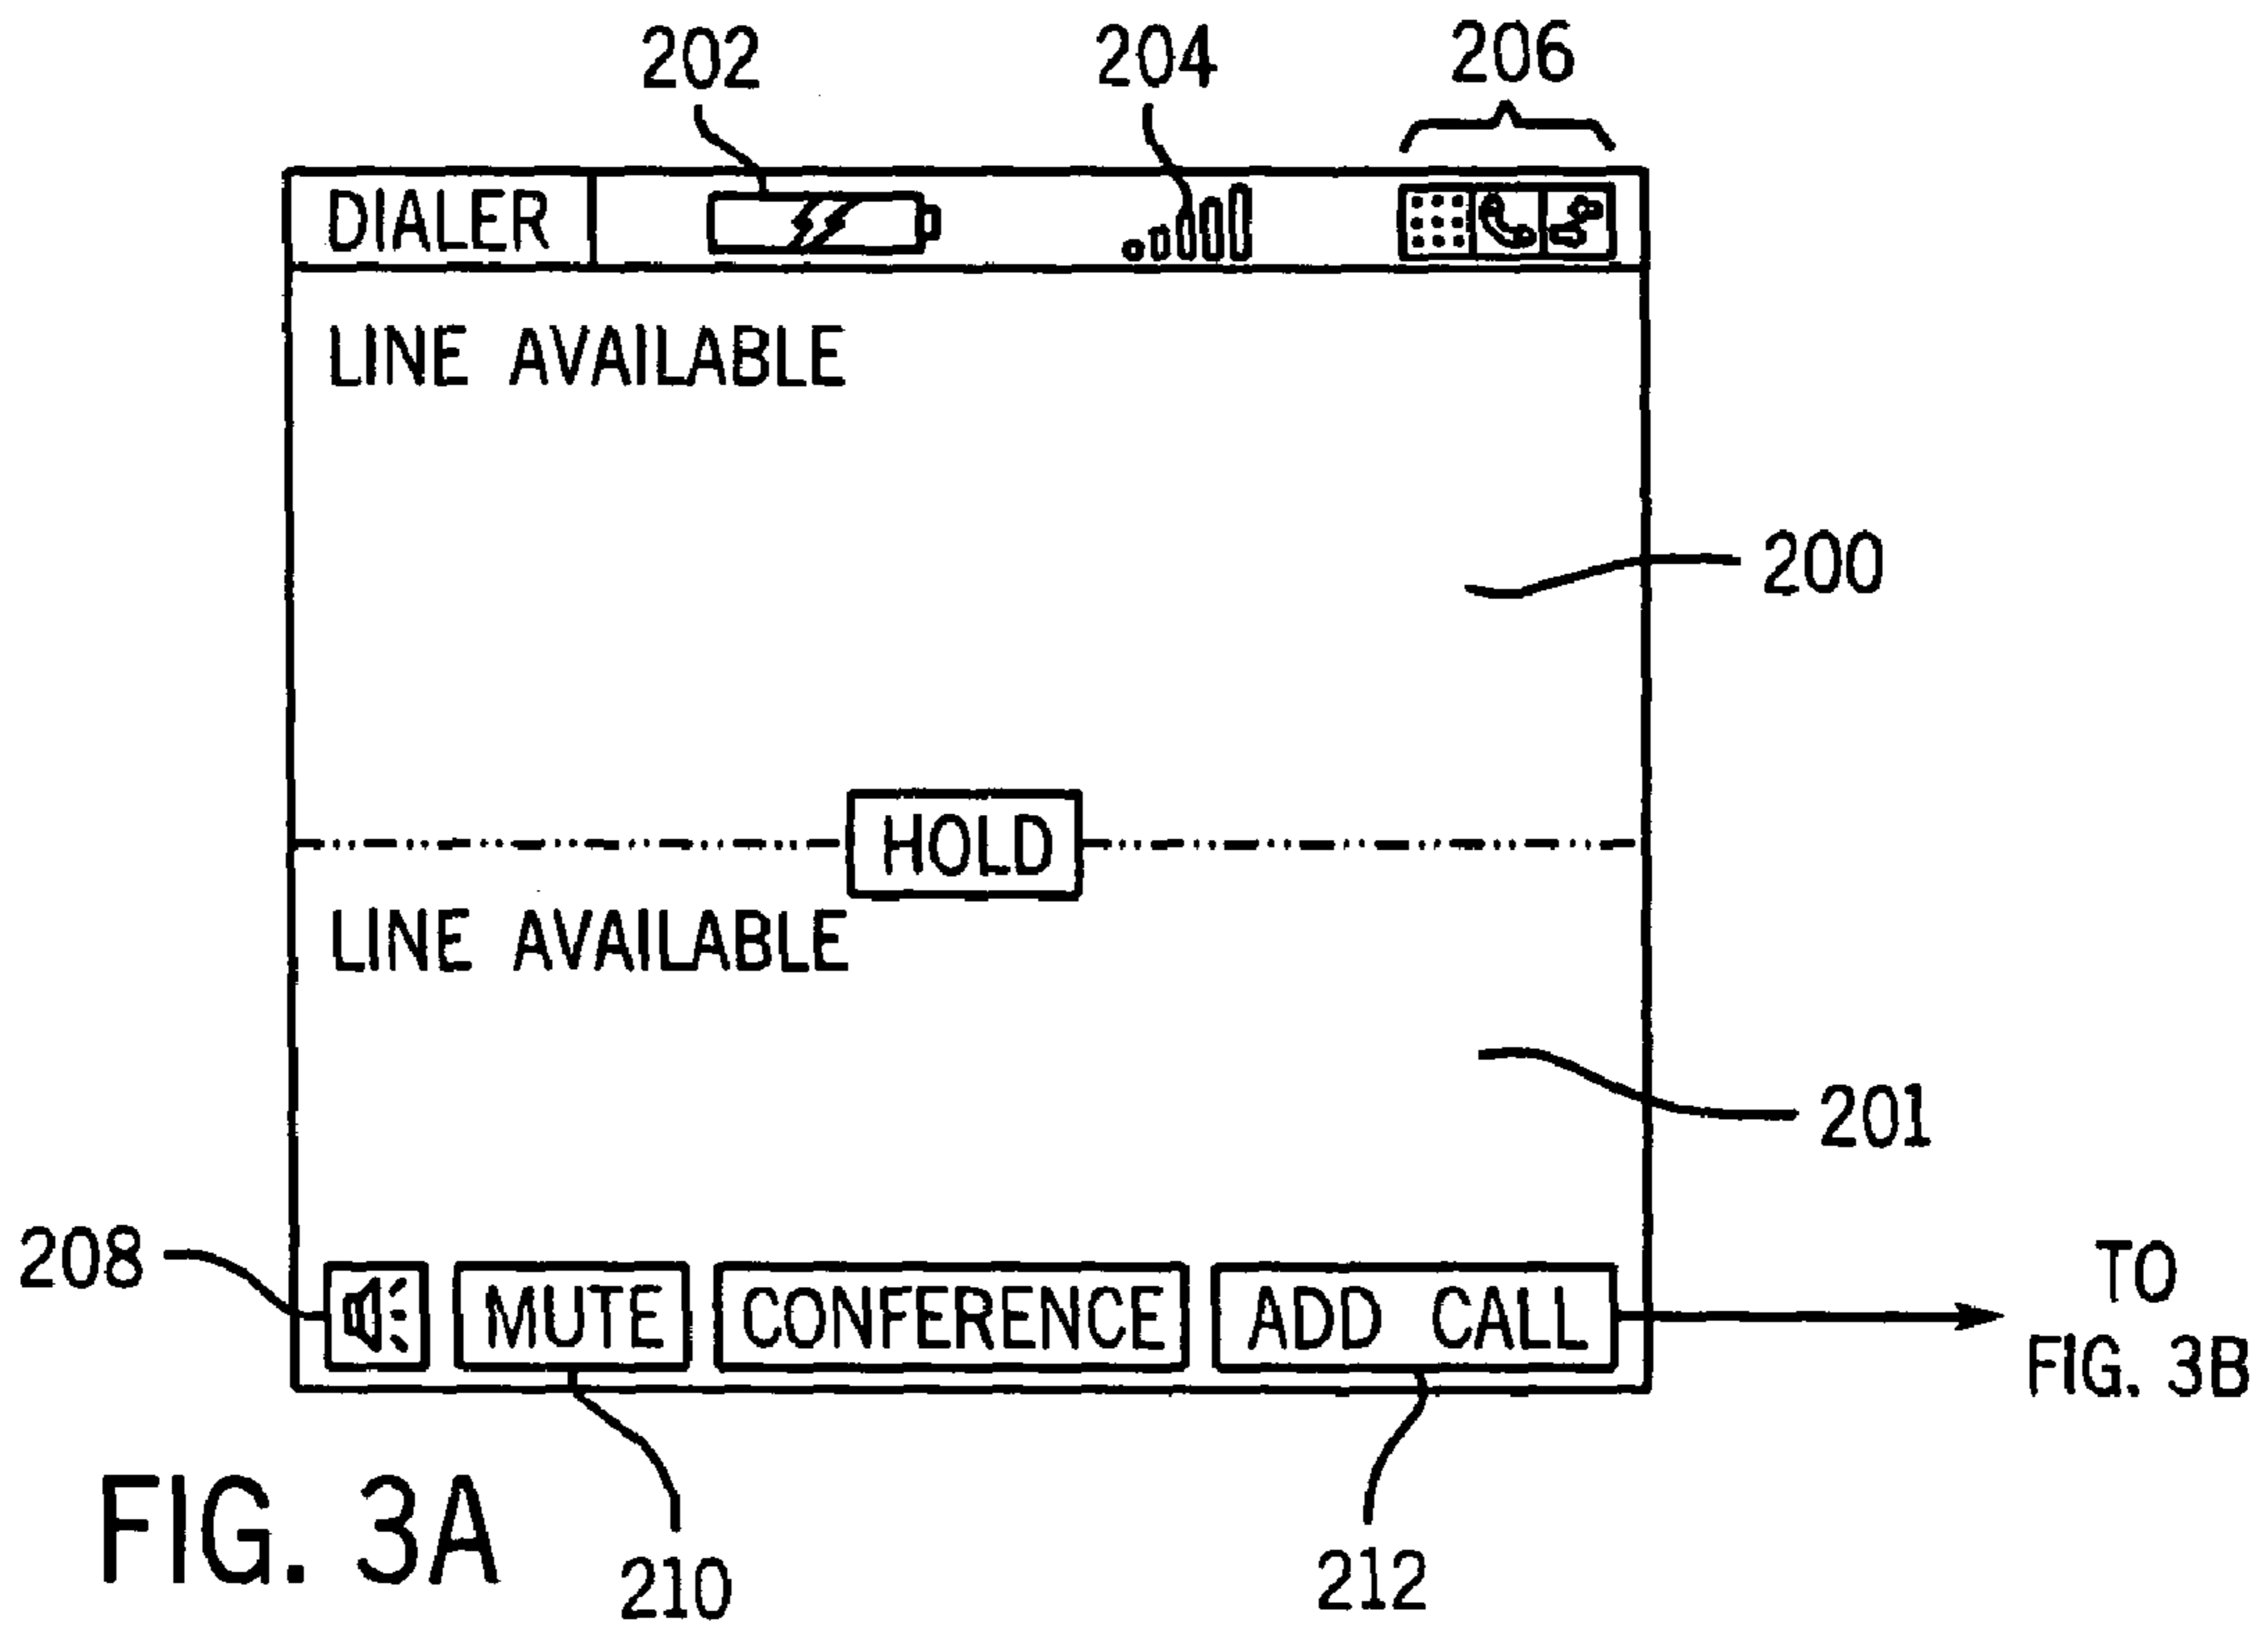 202 204 206
DIALER
LINE AVAILABLE
200
HOLD
LINE AVAILABLE
201
208
MUTE CONFERENCE ADD CALL
TO
FIG. 3B
FIG. 3A
210 212